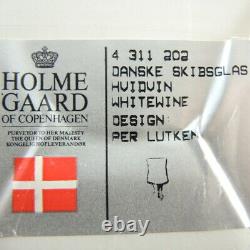 HOLME
GAARD
OF COPENHAGEN
PURVEYOR TO HER MAJESTY
THE QUEEN OF DENMARK
KONGELIG HOFLEVERANDØR
4 311 202
DANSKE SKIBSGLAS
HVIDVIN
WHITEWINE
DESIGN:
PER LUTKEN